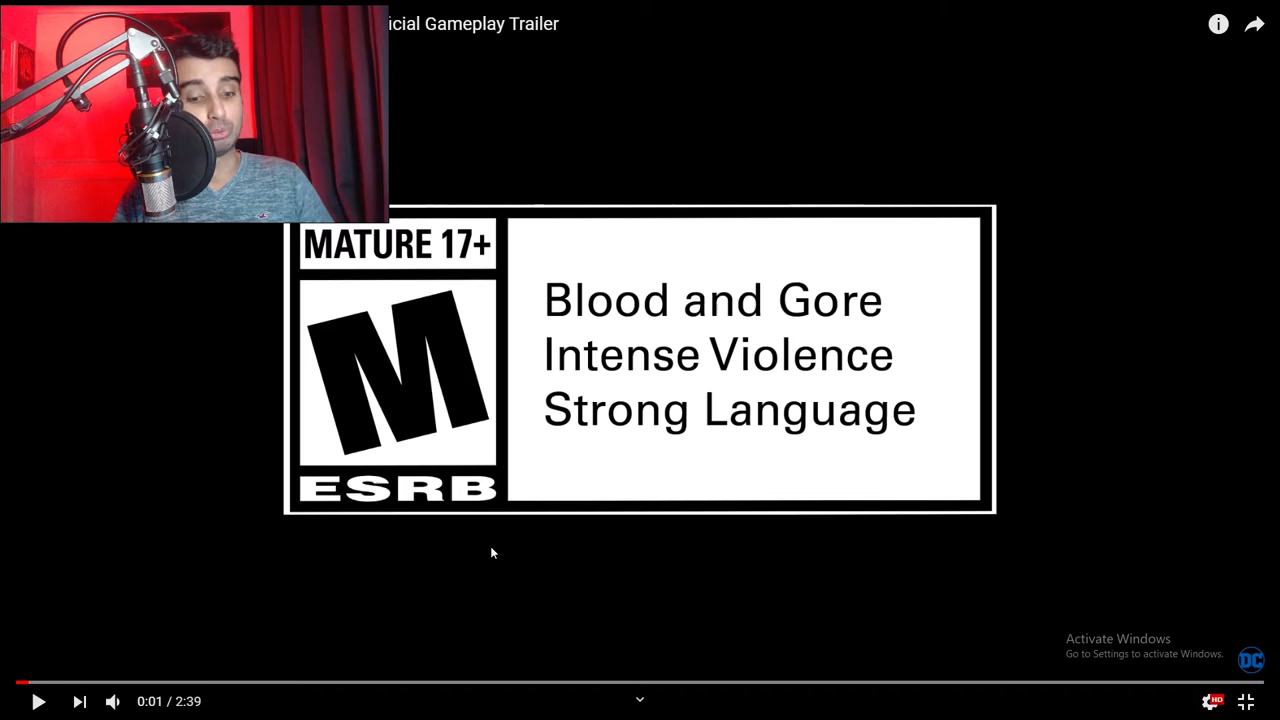 icial Gameplay Trailer
MATURE 17+
M
ESRB
Blood and Gore
Intense Violence
Strong Language
Activate Windows
Go to Settings to activate Windows.
DC
0:01 / 2:39
HD